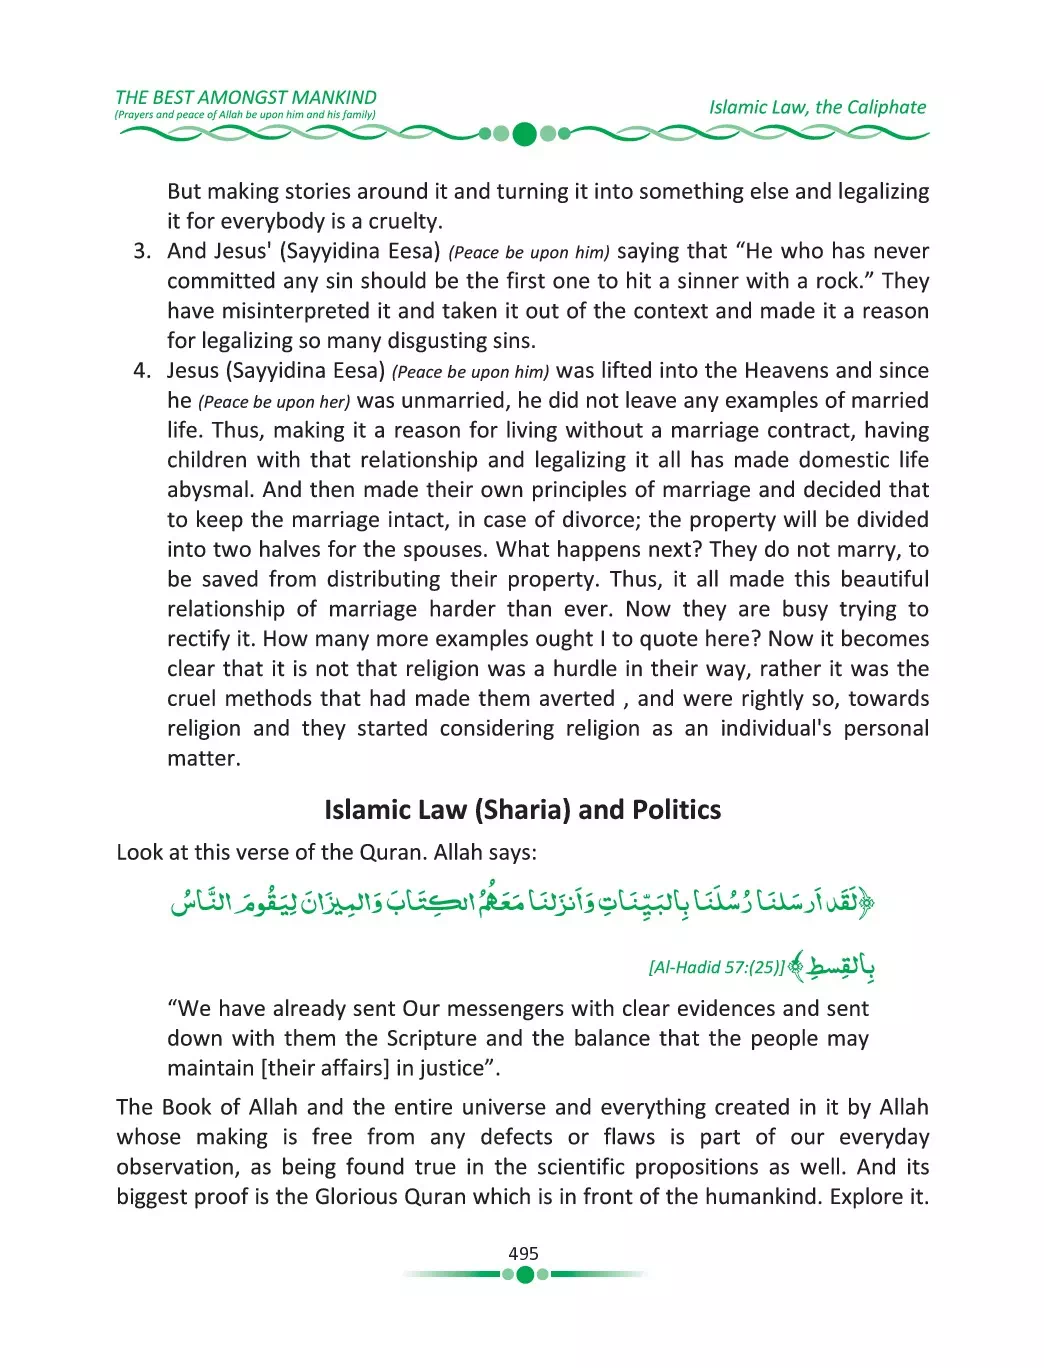 THE BEST AMONGST MANKIND
(Prayers and peace of Allah be upon him and his family)
Islamic Law, the Caliphate
But making stories around it and turning it into something else and legalizing
it for everybody is a cruelty.
3. And Jesus' (Sayyidina Eesa) (Peace be upon him) saying that “He who has never
committed any sin should be the first one to hit a sinner with a rock.” They
have misinterpreted it and taken it out of the context and made it a reason
for legalizing so many disgusting sins.
4. Jesus (Sayyidina Eesa) (Peace be upon him) was lifted into the Heavens and since
he (Peace be upon her) was unmarried, he did not leave any examples of married
life. Thus, making it a reason for living without a marriage contract, having
children with that relationship and legalizing it all has made domestic life
abysmal. And then made their own principles of marriage and decided that
to keep the marriage intact, in case of divorce; the property will be divided
into two halves for the spouses. What happens next? They do not marry, to
be saved from distributing their property. Thus, it all made this beautiful
relationship of marriage harder than ever. Now they are busy trying to
rectify it. How many more examples ought I to quote here? Now it becomes
clear that it is not that religion was a hurdle in their way, rather it was the
cruel methods that had made them averted , and were rightly so, towards
religion and they started considering religion as an individual's personal
matter.
Islamic Law (Sharia) and Politics
Look at this verse of the Quran. Allah says:
﴿لَقَد اَرسَلنَا رُسُلَنَا بِالبَيِّنَاتِ وَاَنزَلنَا مَعَهُمُ الكِتَابَ وَالمِيزَانَ لِيَقُومَ النَّاسُ
بِالقِسطِ﴾ [Al-Hadid 57:(25)]
“We have already sent Our messengers with clear evidences and sent
down with them the Scripture and the balance that the people may
maintain [their affairs] in justice”.
The Book of Allah and the entire universe and everything created in it by Allah
whose making is free from any defects or flaws is part of our everyday
observation, as being found true in the scientific propositions as well. And its
biggest proof is the Glorious Quran which is in front of the humankind. Explore it.
495